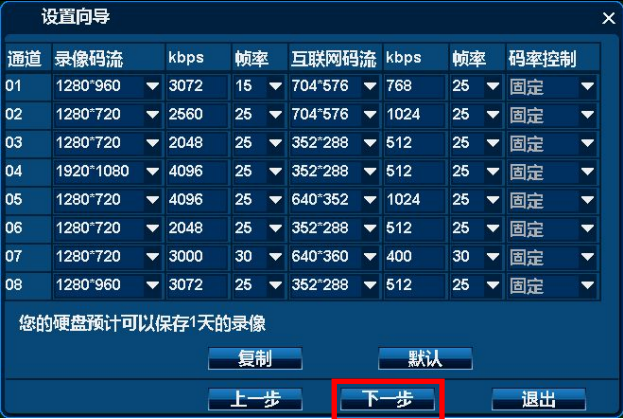 设置向导
通道 录像码流 kbps 帧率 互联网码流 kbps 帧率 码率控制
01 1280*960 3072 15 704*576 768 25 固定
02 1280*720 2560 25 704*576 1024 25 固定
03 1280*720 2048 25 352*288 512 25 固定
04 1920*1080 4096 25 352*288 512 25 固定
05 1280*720 4096 25 640*352 1024 25 固定
06 1280*720 2048 25 352*288 512 25 固定
07 1280*720 3000 30 640*360 400 30 固定
08 1280*960 3072 25 352*288 512 25 固定
您的硬盘预计可以保存1天的录像
复制 默认
上一步 下一步 退出